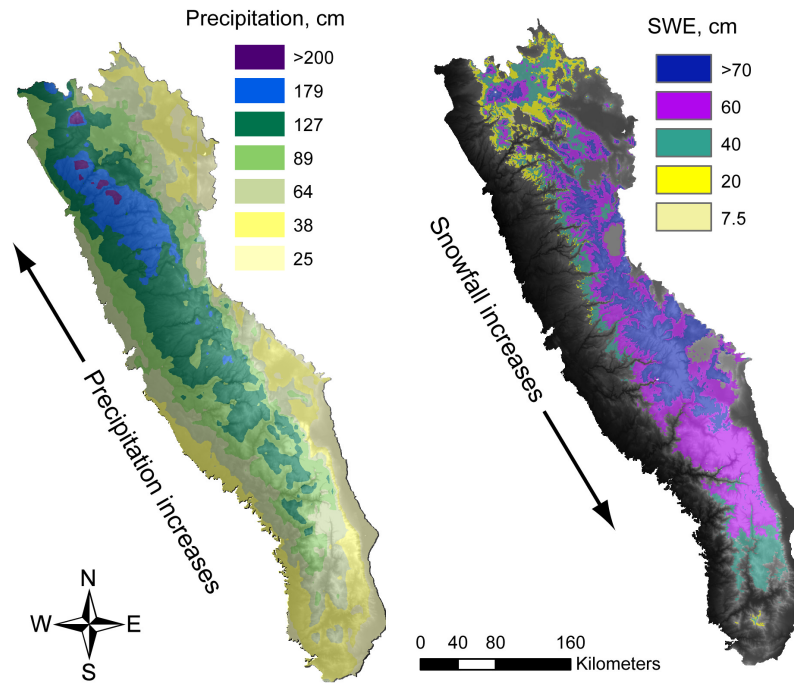 Precipitation, cm
>200
179
127
89
64
38
25
Precipitation increases
N
W
E
S
SWE, cm
>70
60
40
20
7.5
Snowfall increases
0 40 80 160
Kilometers